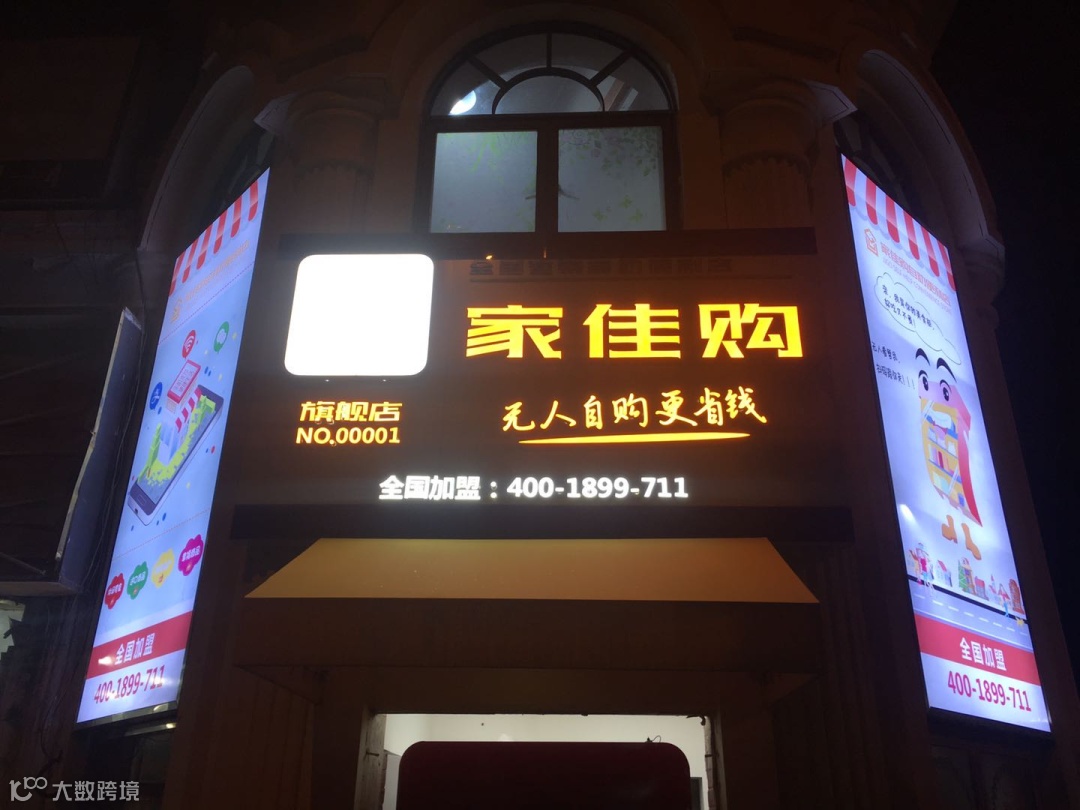 家佳购
旗舰店
NO.00001
无人自购更省钱
全国加盟：400-1899-711
全国加盟
400-1899-711
全国加盟
400-1899-711
大数跨境